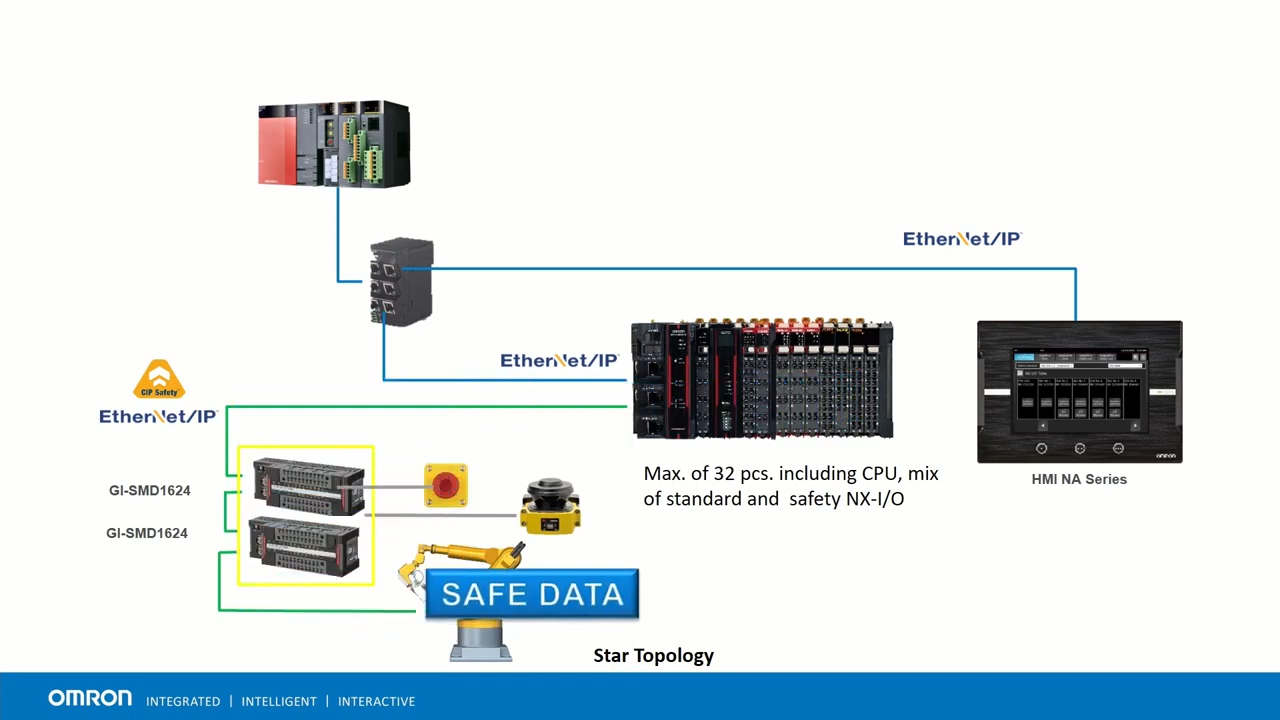 EtherNet/IP
EtherNet/IP
CIP Safety
EtherNet/IP
GI-SMD1624
GI-SMD1624
Max. of 32 pcs. including CPU, mix
of standard and safety NX-I/O
OMRON
HMI NA Series
SAFE DATA
Star Topology
OMRON INTEGRATED | INTELLIGENT | INTERACTIVE